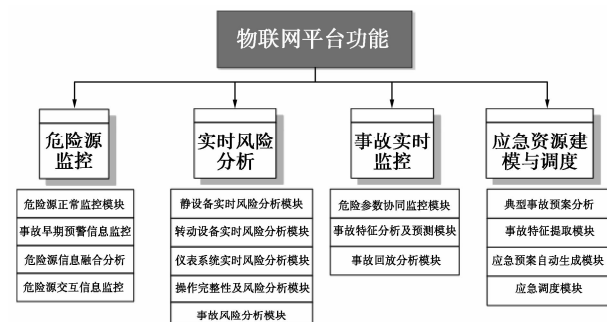 物联网平台功能
危险源
监控
实时风险
分析
事故实时
监控
应急资源建
模与调度
危险源正常监控模块
事故早期预警信息监控
危险源信息融合分析
危险源交互信息监控
静设备实时风险分析模块
转动设备实时风险分析模块
仪表系统实时风险分析模块
操作完整性及风险分析模块
事故风险分析模块
危险参数协同监控模块
事故特征分析及预测模块
事故回放分析模块
典型事故预案分析
事故特征提取模块
应急预案自动生成模块
应急调度模块